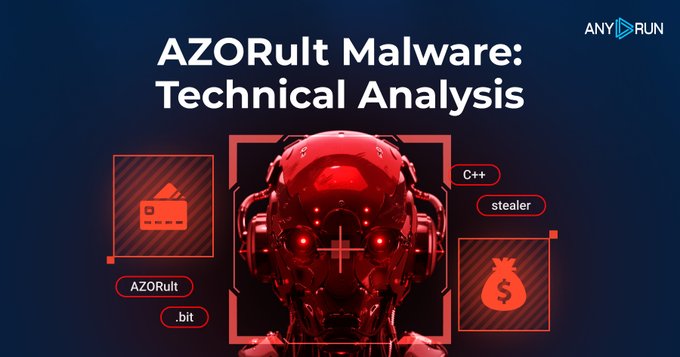 ANY RUN
AZORult Malware:
Technical Analysis
C++
stealer
$
AZORult
.bit